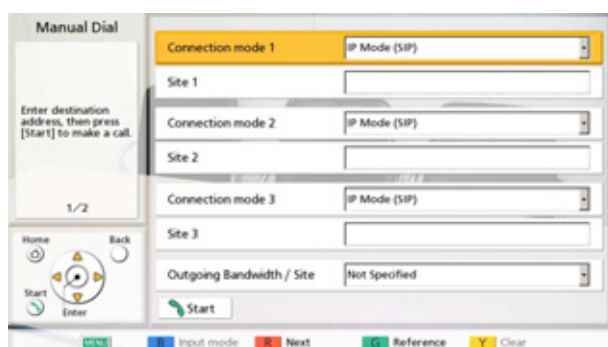 Manual Dial
Enter destination
address, then press
[Start] to make a call.
1/2
Home
Back
Start
Enter
Connection mode 1
IP Mode (SIP)
Site 1
Connection mode 2
IP Mode (SIP)
Site 2
Connection mode 3
IP Mode (SIP)
Site 3
Outgoing Bandwidth / Site
Not Specified
Start
MENU
B Input mode
R Next
G Reference
Y Clear